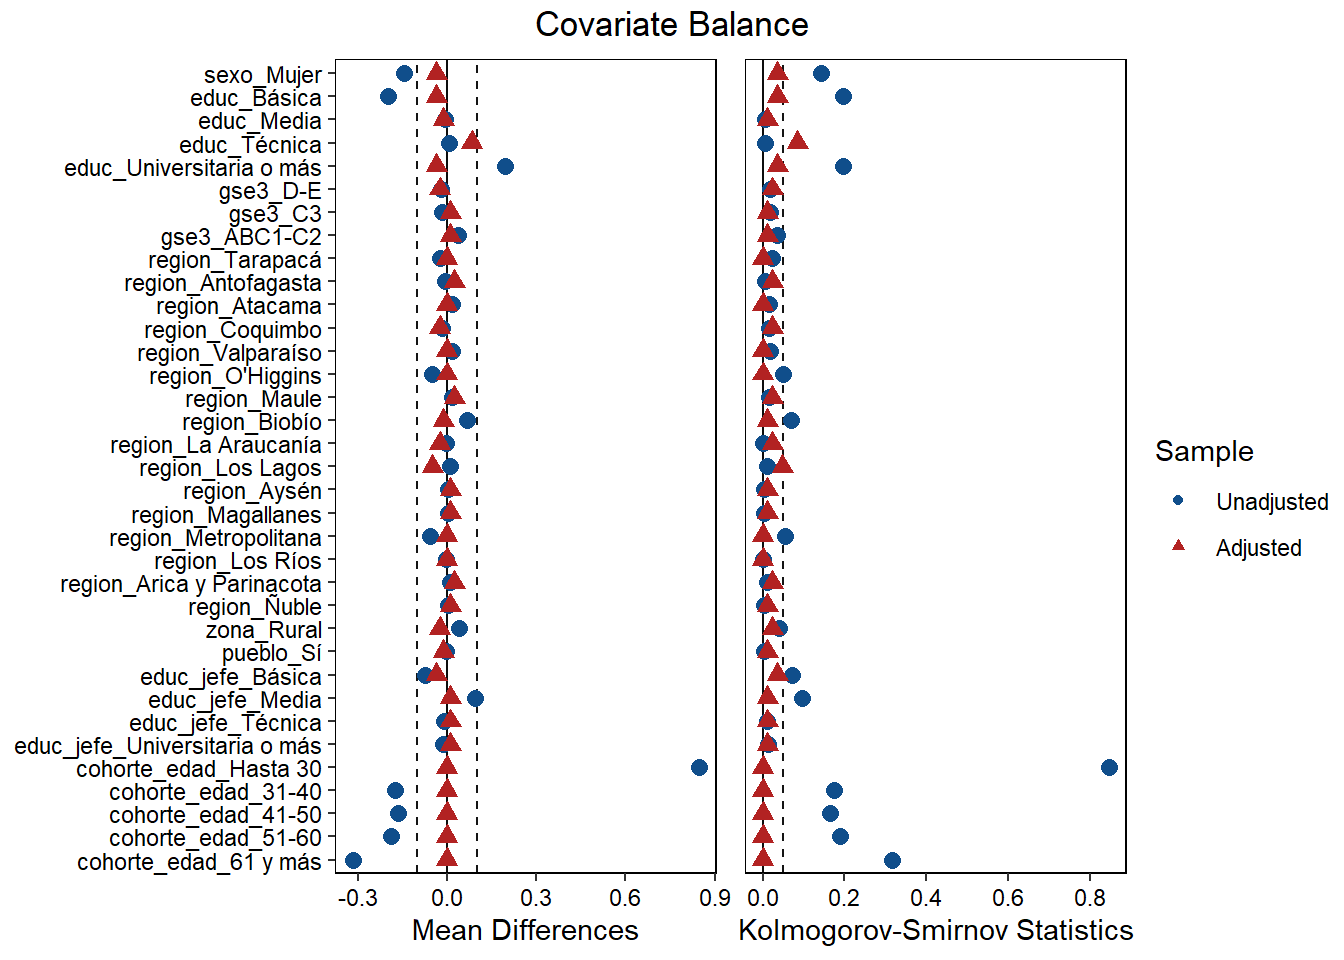 Covariate Balance
sexo_Mujer
educ_Básica
educ_Media
educ_Técnica
educ_Universitaria o más
gse3_D-E
gse3_C3
gse3_ABC1-C2
region_Tarapacá
region_Antofagasta
region_Atacama
region_Coquimbo
region_Valparaíso
region_O'Higgins
region_Maule
region_Biobío
region_La Araucanía
region_Los Lagos
region_Aysén
region_Magallanes
region_Metropolitana
region_Los Ríos
region_Arica y Parinacota
region_Ñuble
zona_Rural
pueblo_Sí
educ_jefe_Básica
educ_jefe_Media
educ_jefe_Técnica
educ_jefe_Universitaria o más
cohorte_edad_Hasta 30
cohorte_edad_31-40
cohorte_edad_41-50
cohorte_edad_51-60
cohorte_edad_61 y más
-0.3 0.0 0.3 0.6 0.9
Mean Differences
0.0 0.2 0.4 0.6 0.8
Kolmogorov-Smirnov Statistics
Sample
Unadjusted
Adjusted